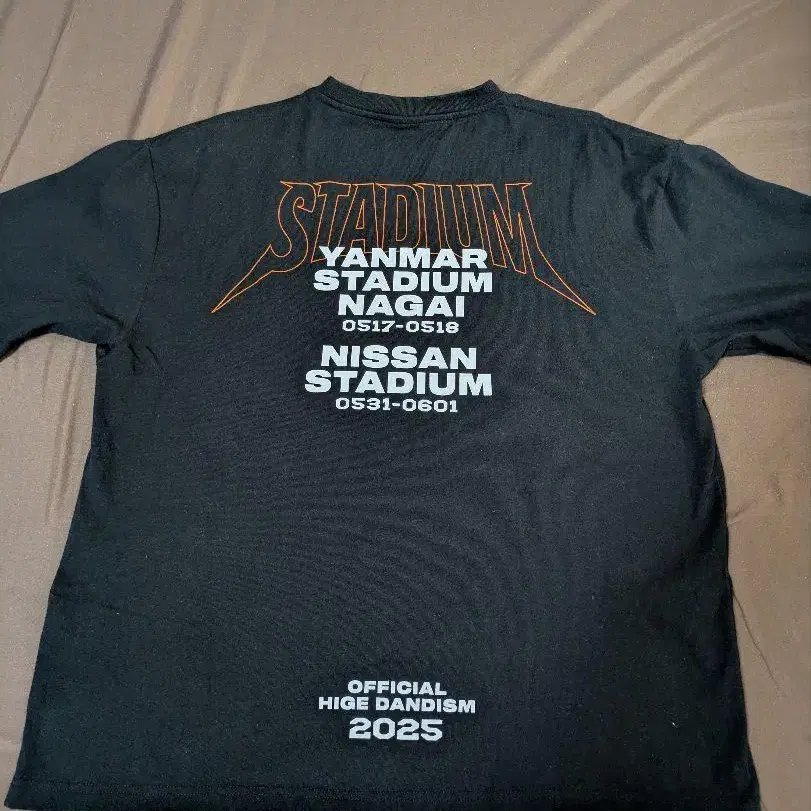 STADIUM
YANMAR
STADIUM
NAGAI
0517-0518
NISSAN
STADIUM
0531-0601
OFFICIAL
HIGE DANDISM
2025